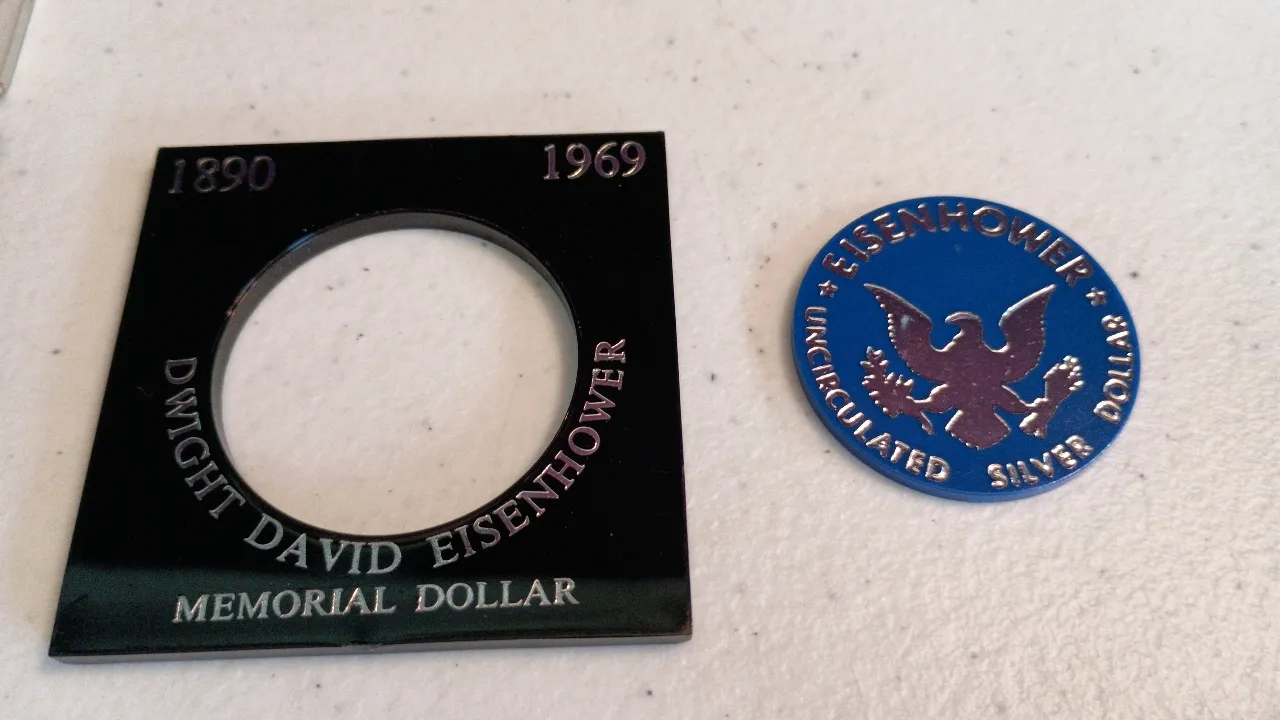 1890 1969
DWIGHT DAVID EISENHOWER
MEMORIAL DOLLAR
EISENHOWER
UNCIRCULATED SILVER DOLLAR